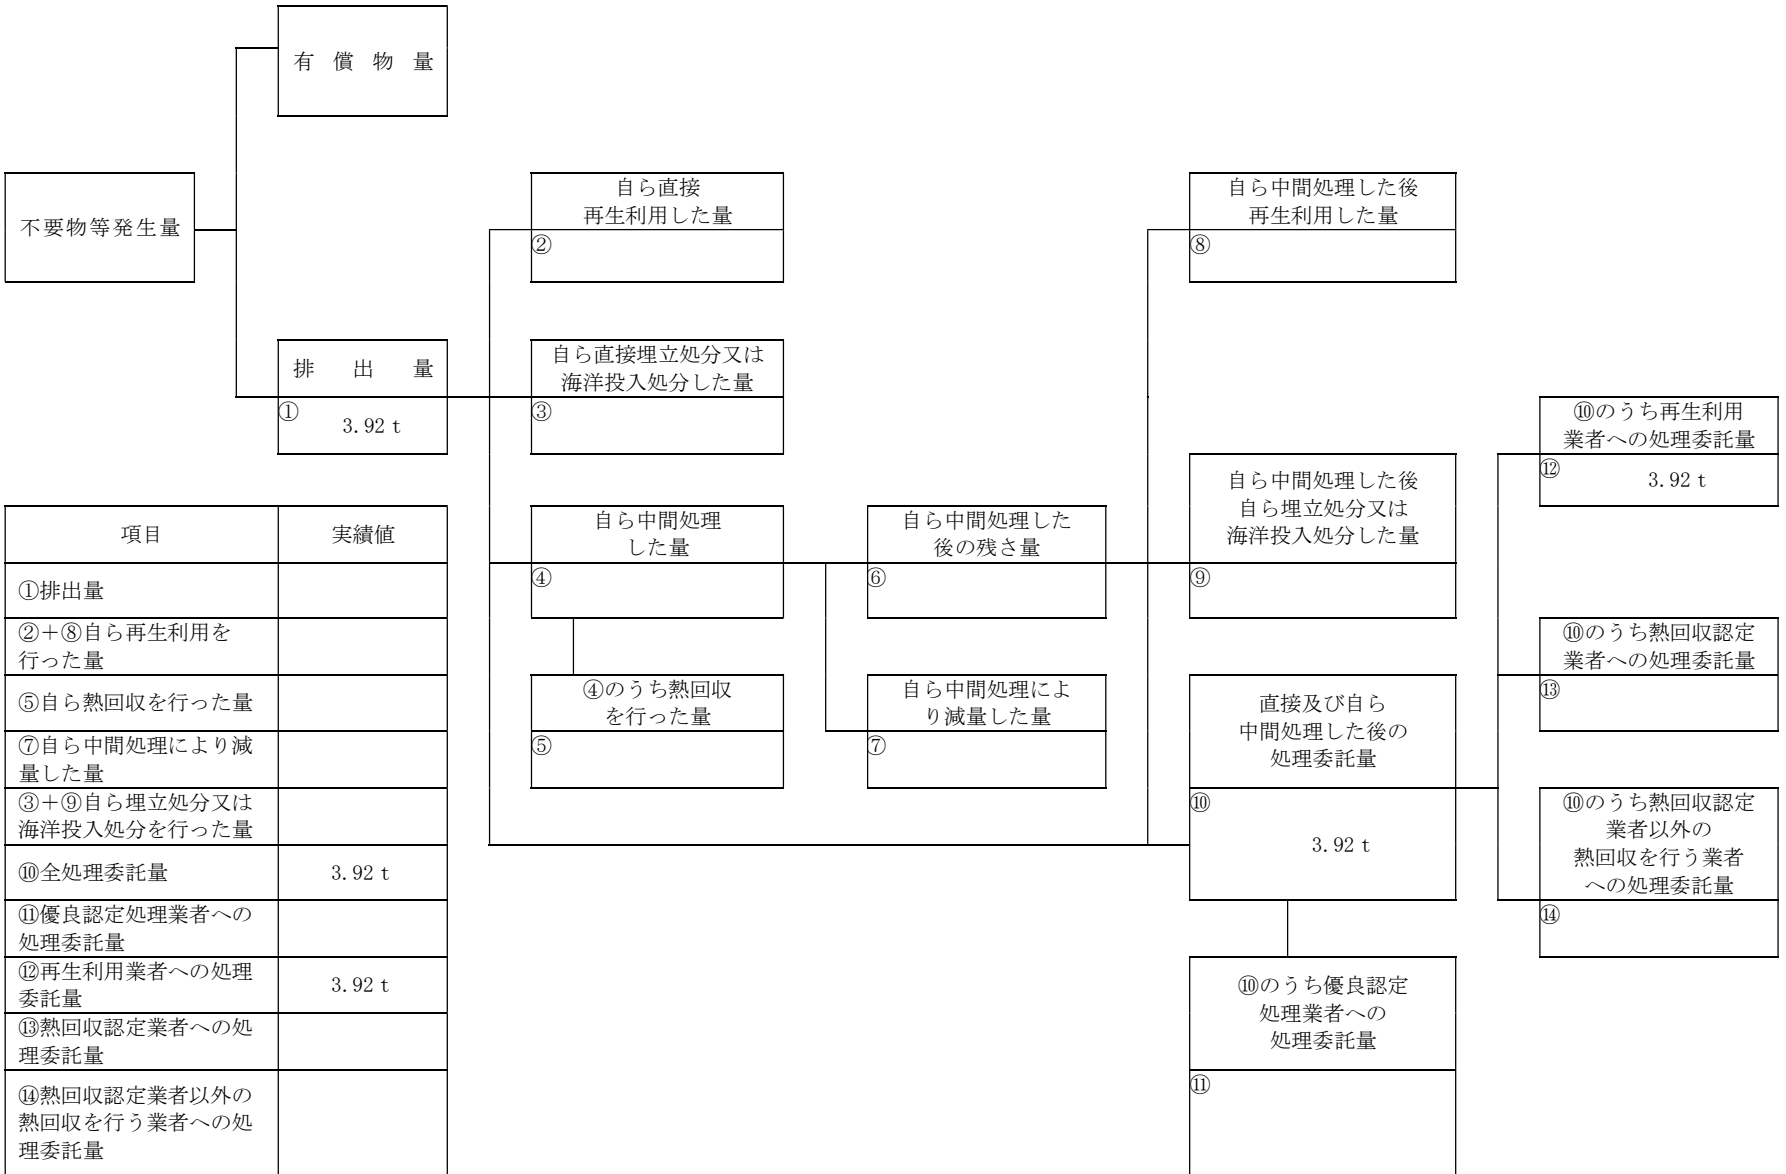 有償物量
不要物等発生量
自ら直接
再生利用した量
②
自ら中間処理した後
再生利用した量
⑧
排出量
① 3.92 t
自ら直接埋立処分又は
海洋投入処分した量
③
⑩のうち再生利用
業者への処理委託量
⑫ 3.92 t
自ら中間処理した後
自ら埋立処分又は
海洋投入処分した量
⑨
自ら中間処理
した量
④
自ら中間処理した
後の残さ量
⑥
④のうち熱回収
を行った量
⑤
自ら中間処理によ
り減量した量
⑦
⑩のうち熱回収認定
業者への処理委託量
⑬
直接及び自ら
中間処理した後の
処理委託量
⑩
3.92 t
⑩のうち熱回収認定
業者以外の
熱回収を行う業者
への処理委託量
⑭
⑩のうち優良認定
処理業者への
処理委託量
⑪
項目 実績値
①排出量
②+⑧自ら再生利用を
行った量
⑤自ら熱回収を行った量
⑦自ら中間処理により減
量した量
③+⑨自ら埋立処分又は
海洋投入処分を行った量
⑩全処理委託量 3.92 t
⑪優良認定処理業者への
処理委託量
⑫再生利用業者への処理
委託量 3.92 t
⑬熱回収認定業者への処
理委託量
⑭熱回収認定業者以外の
熱回収を行う業者への処
理委託量